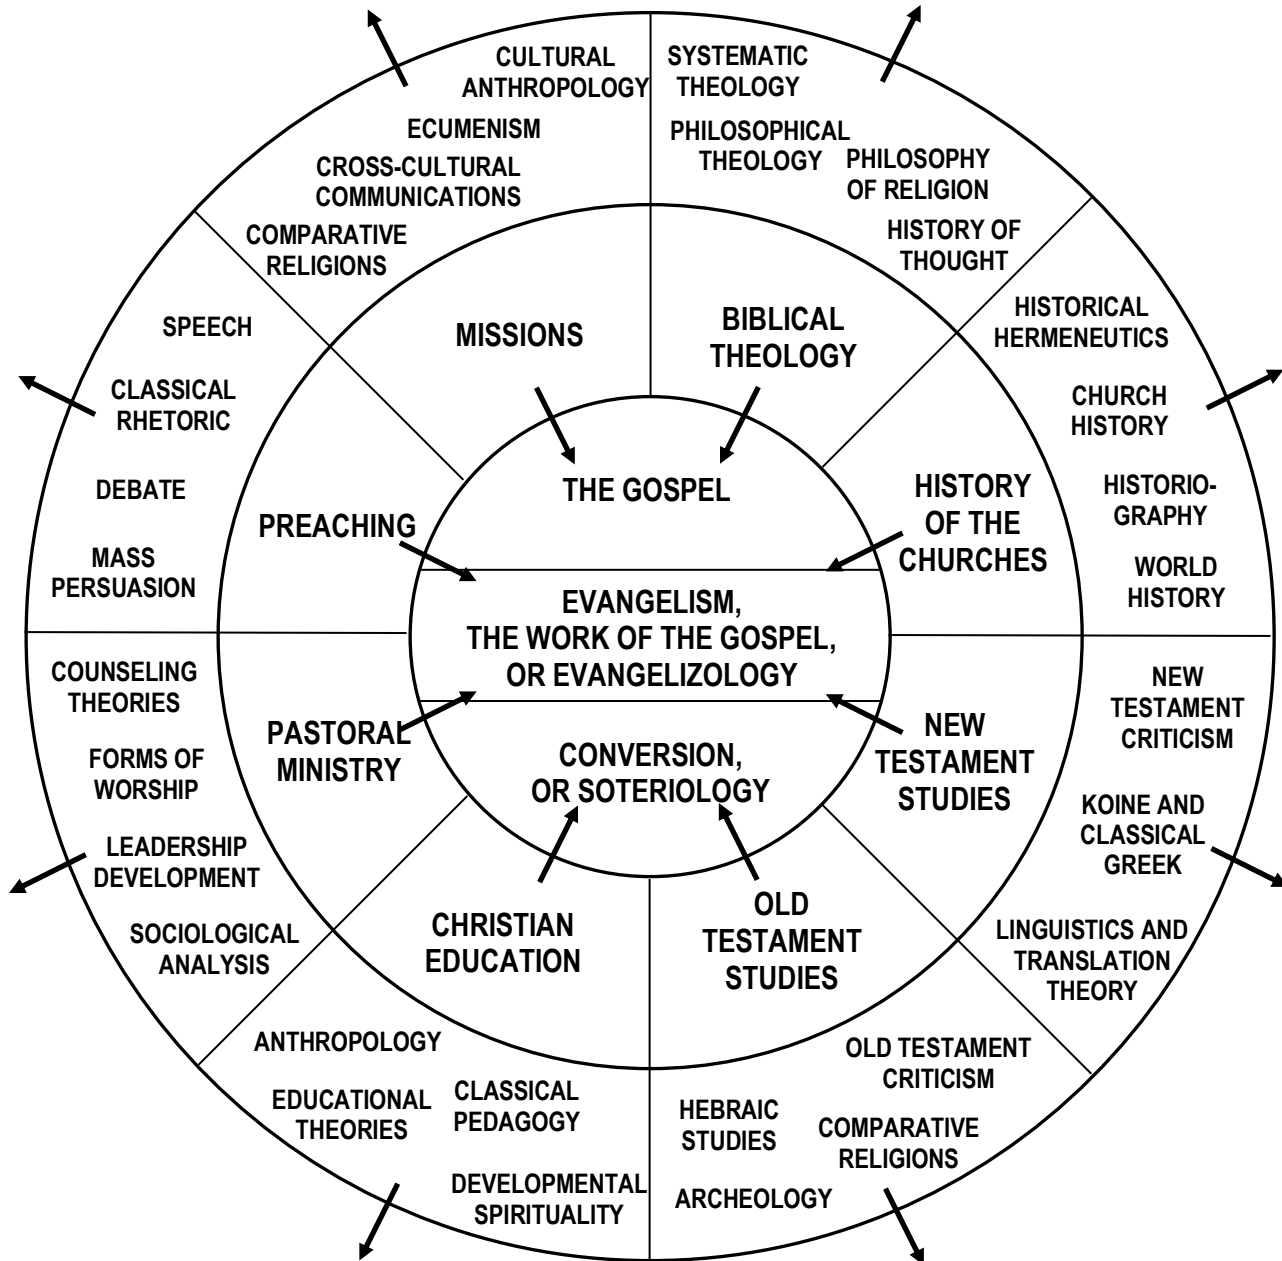 CULTURAL
ANTHROPOLOGY
ECUMENISM
CROSS-CULTURAL
COMMUNICATIONS
COMPARATIVE
RELIGIONS
SYSTEMATIC
THEOLOGY
PHILOSOPHICAL
THEOLOGY
PHILOSOPHY
OF RELIGION
HISTORY OF
THOUGHT
SPEECH
CLASSICAL
RHETORIC
DEBATE
MASS
PERSUASION
MISSIONS
BIBLICAL
THEOLOGY
HISTORICAL
HERMENEUTICS
CHURCH
HISTORY
HISTORIO-
GRAPHY
WORLD
HISTORY
PREACHING
THE GOSPEL
HISTORY
OF THE
CHURCHES
EVANGELISM,
THE WORK OF THE GOSPEL,
OR EVANGELIZOLOGY
COUNSELING
THEORIES
FORMS OF
WORSHIP
LEADERSHIP
DEVELOPMENT
SOCIOLOGICAL
ANALYSIS
PASTORAL
MINISTRY
CONVERSION,
OR SOTERIOLOGY
NEW
TESTAMENT
STUDIES
NEW
TESTAMENT
CRITICISM
KOINE AND
CLASSICAL
GREEK
LINGUISTICS AND
TRANSLATION
THEORY
CHRISTIAN
EDUCATION
OLD
TESTAMENT
STUDIES
ANTHROPOLOGY
EDUCATIONAL
THEORIES
CLASSICAL
PEDAGOGY
DEVELOPMENTAL
SPIRITUALITY
OLD TESTAMENT
CRITICISM
HEBRAIC
STUDIES
COMPARATIVE
RELIGIONS
ARCHEOLOGY